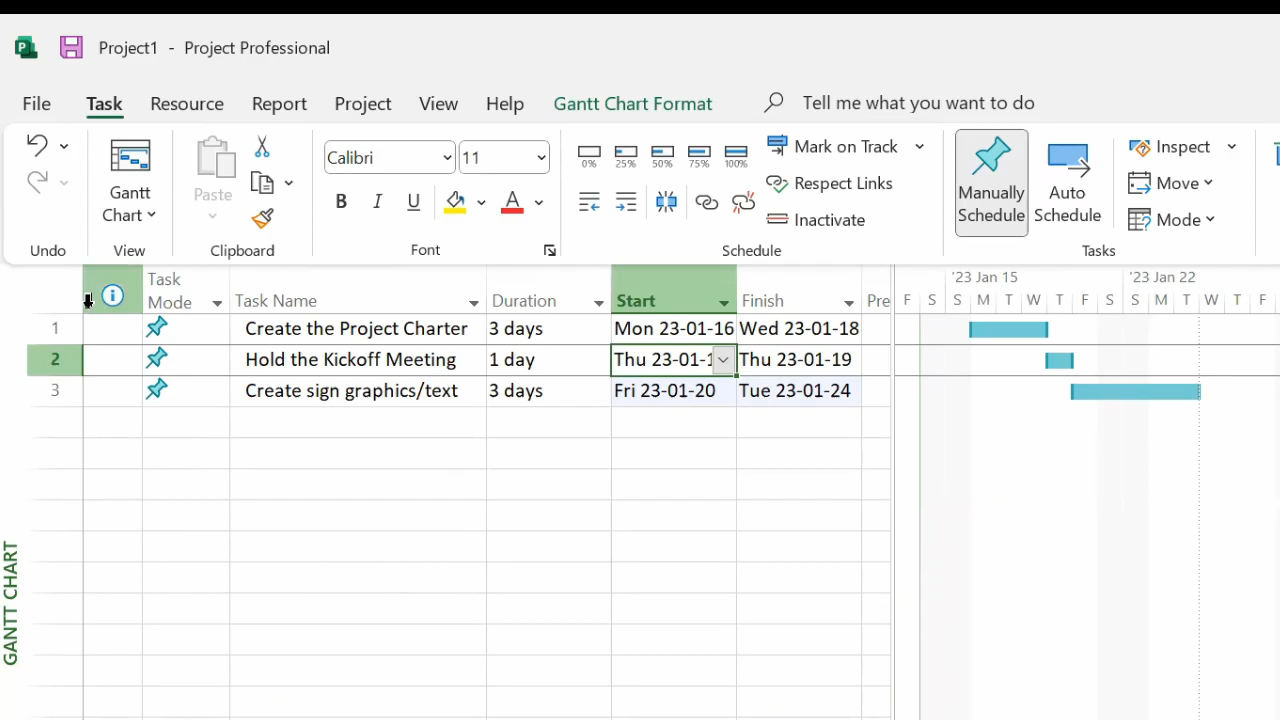 Project1 - Project Professional
File Task Resource Report Project View Help Gantt Chart Format Tell me what you want to do
Gantt Chart
Paste
Calibri 11
B I U A
0% 25% 50% 75% 100%
Mark on Track
Respect Links
Inactivate
Manually Schedule
Auto Schedule
Inspect
Move
Mode
Undo View Clipboard Font Schedule Tasks
Task Mode Task Name Duration Start Finish Pre
'23 Jan 15 '23 Jan 22
F S S M T W T F S S M T W T F
1 Create the Project Charter 3 days Mon 23-01-16 Wed 23-01-18
2 Hold the Kickoff Meeting 1 day Thu 23-01-1 Thu 23-01-19
3 Create sign graphics/text 3 days Fri 23-01-20 Tue 23-01-24
GANTT CHART